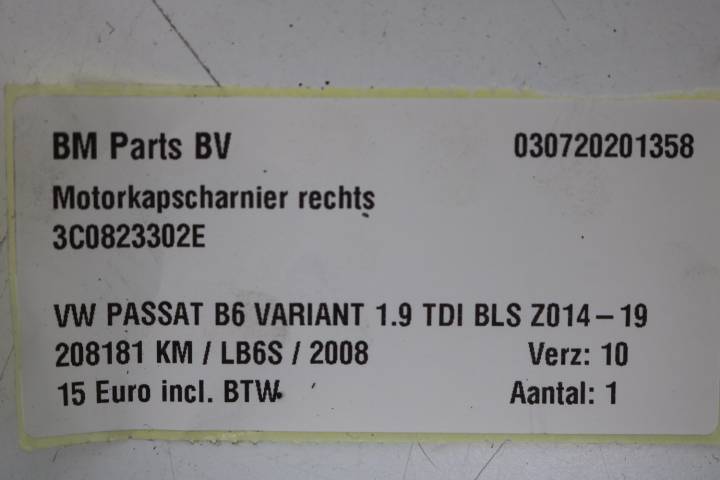 BM Parts BV 030720201358
Motorkapscharnier rechts
3C0823302E
VW PASSAT B6 VARIANT 1.9 TDI BLS Z014-19
208181 KM / LB6S / 2008 Verz: 10
15 Euro incl. BTW. Aantal: 1